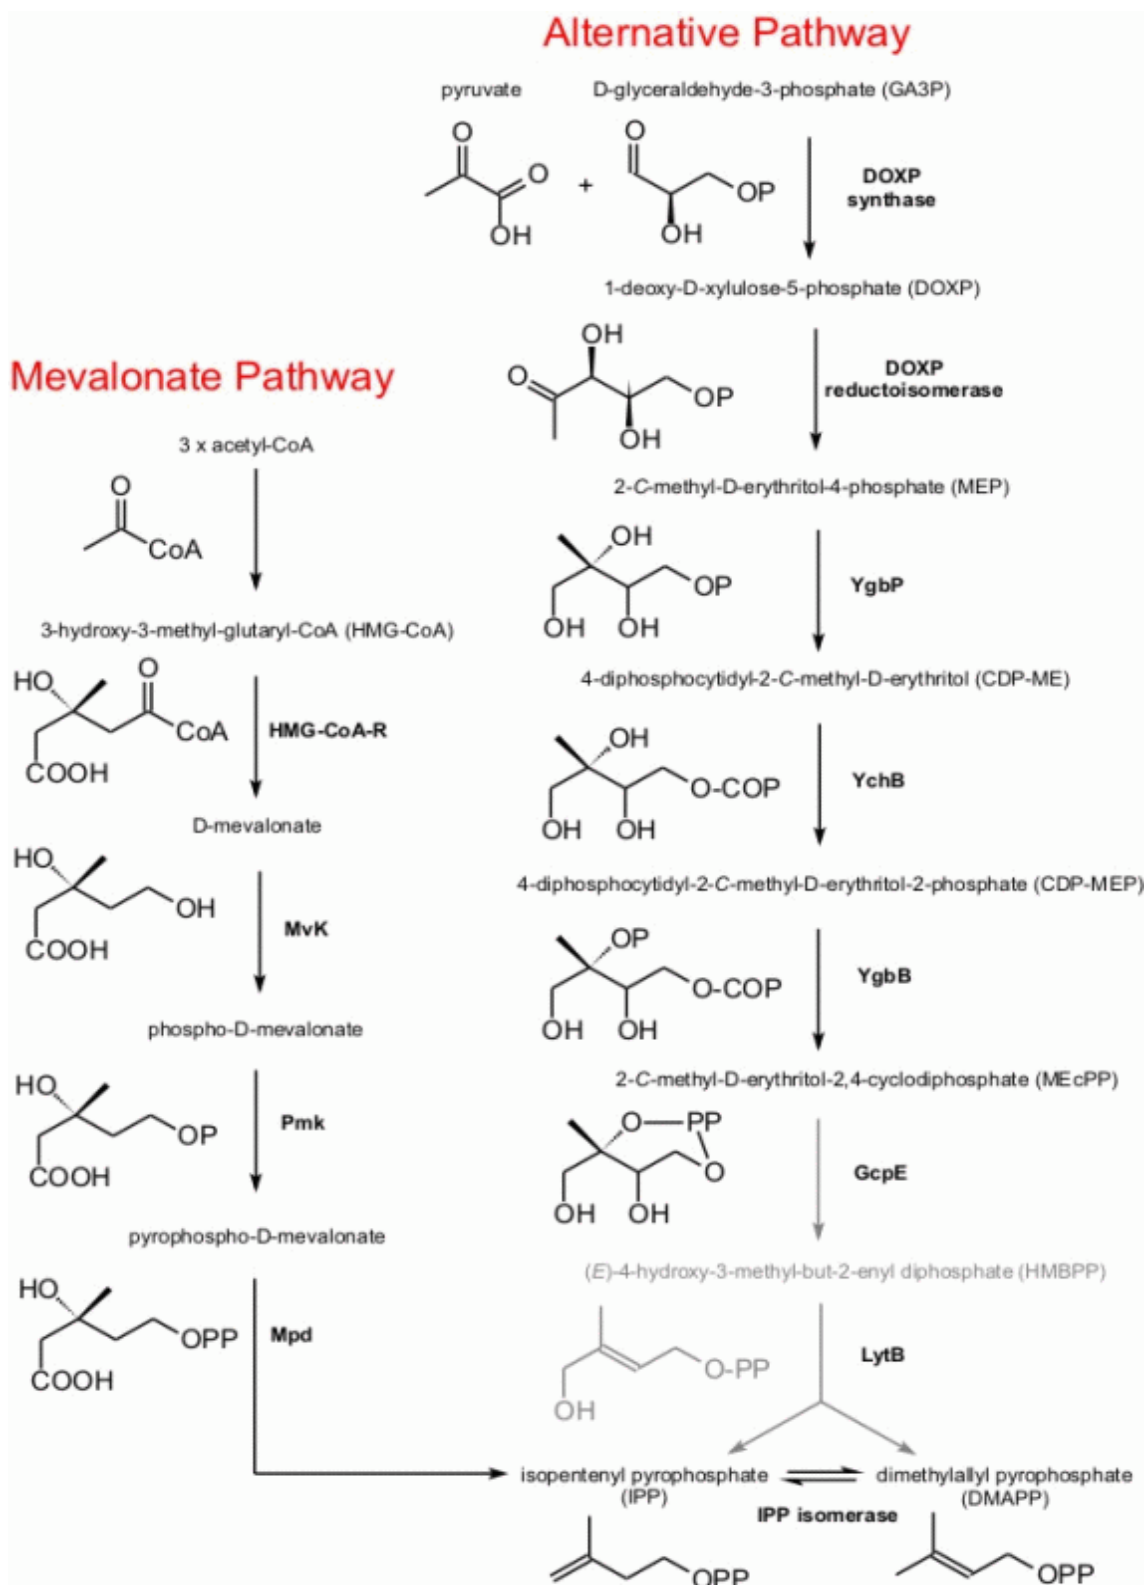 Alternative Pathway
pyruvate
D-glyceraldehyde-3-phosphate (GA3P)
O
O
OH
+
O
OH
OP
DOXP
synthase
1-deoxy-D-xylulose-5-phosphate (DOXP)
OH
O
OH
OP
DOXP
reductoisomerase
2-C-methyl-D-erythritol-4-phosphate (MEP)
OH
OP
OH
OH
YgbP
4-diphosphocytidyl-2-C-methyl-D-erythritol (CDP-ME)
OH
O-COP
OH
OH
YchB
4-diphosphocytidyl-2-C-methyl-D-erythritol-2-phosphate (CDP-MEP)
OP
O-COP
OH
OH
YgbB
2-C-methyl-D-erythritol-2,4-cyclodiphosphate (MEcPP)
O
PP
O
OH
OH
GcpE
(E)-4-hydroxy-3-methyl-but-2-enyl diphosphate (HMBPP)
O-PP
OH
LytB
Mevalonate Pathway
3 x acetyl-CoA
O
CoA
3-hydroxy-3-methyl-glutaryl-CoA (HMG-CoA)
HO
O
CoA
COOH
HMG-CoA-R
D-mevalonate
HO
OH
COOH
MvK
phospho-D-mevalonate
HO
OP
COOH
Pmk
pyrophospho-D-mevalonate
HO
OPP
COOH
Mpd
isopentenyl pyrophosphate
(IPP)
dimethylallyl pyrophosphate
(DMAPP)
IPP isomerase
OPP
OPP